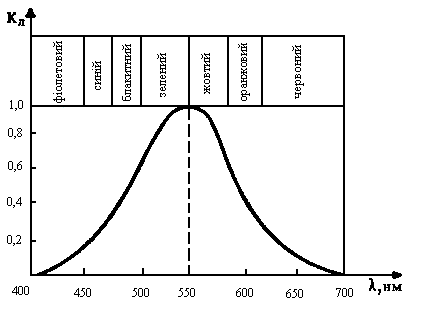 Кл
фіолетовий
синій
блакитний
зелений
жовтий
оранжовий
червоний
1,0
0,8
0,6
0,4
0,2
400 450 500 550 600 650 700
λ, нм